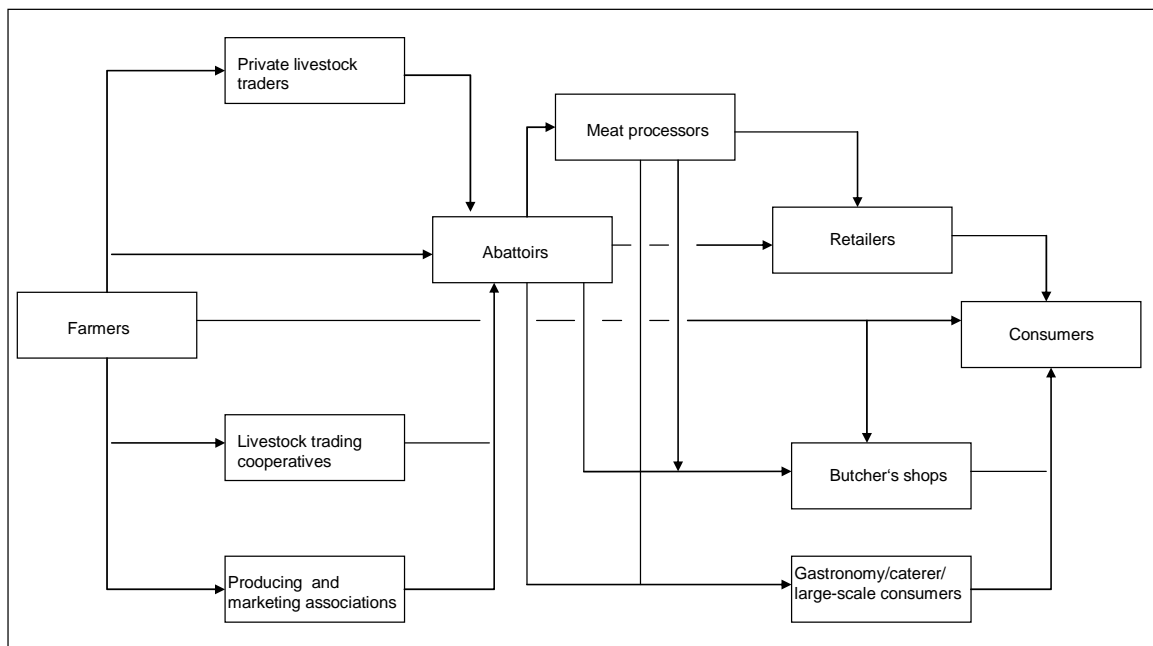 Private livestock
traders
Meat processors
Retailers
Abattoirs
Farmers
Consumers
Livestock trading
cooperatives
Butcher‘s shops
Producing and
marketing associations
Gastronomy/caterer/
large-scale consumers